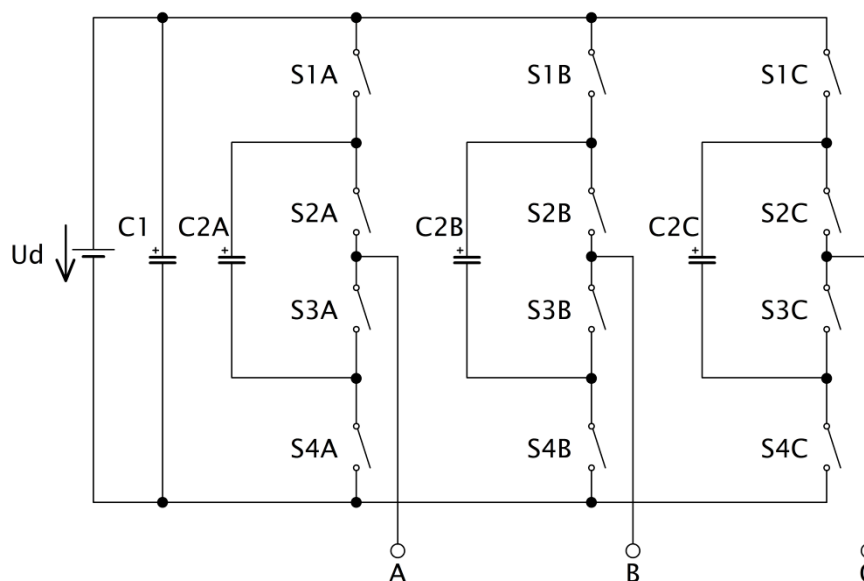 S1A S1B S1C
C1 C2A S2A C2B S2B C2C S2C
Ud
S3A S3B S3C
S4A S4B S4C
A B